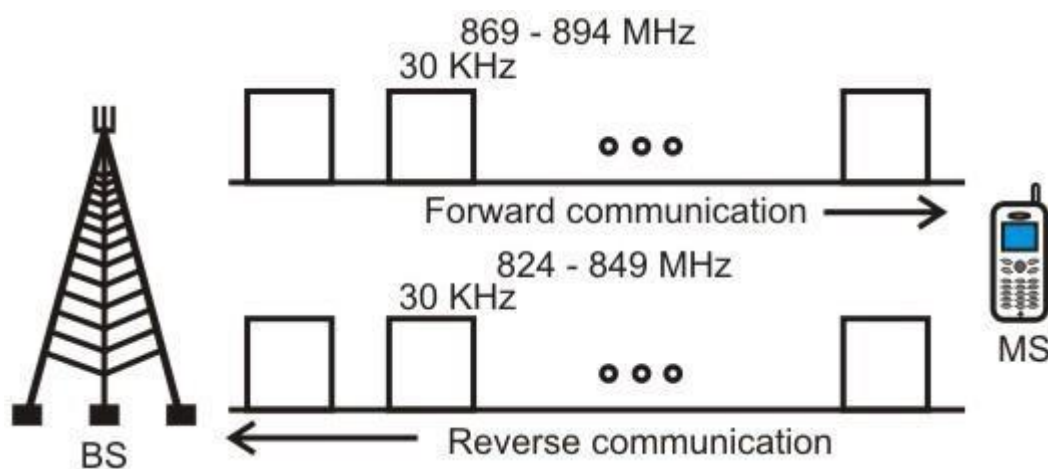 869 - 894 MHz
30 KHz
Forward communication
824 - 849 MHz
30 KHz
MS
Reverse communication
BS